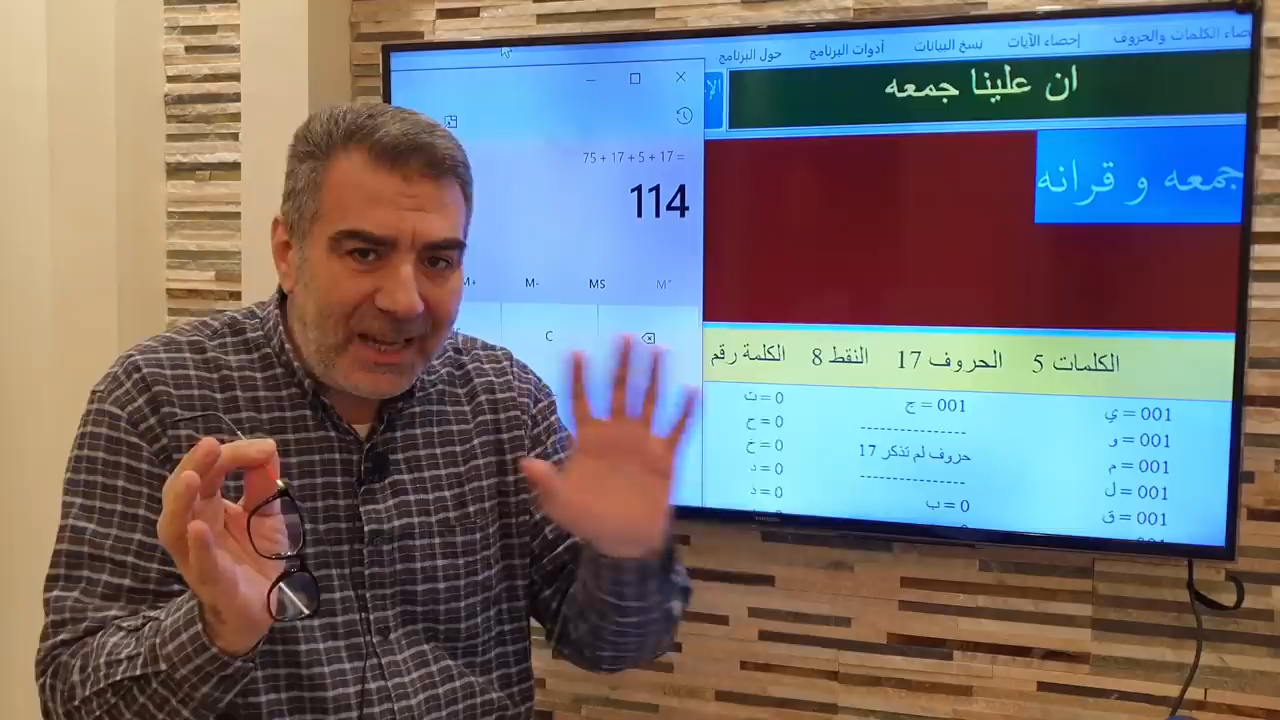 حول البرنامج أدوات البرنامج نسخ البيانات إحصاء الآيات الكلمات والحروف
ان علينا جمعه
جمعه و قرانه
75 + 17 + 5 + 17 =
114
M+ M- MS M˅
C
الكلمات 5 الحروف 17 النقط 8 الكلمة رقم
ي = 001
و = 001
م = 001
ل = 001
ق = 001
ج = 001
---------------
حروف لم تذكر 17
---------------
ب = 0
ت = 0
ح = 0
خ = 0
د = 0
ذ = 0
SAMSUNG